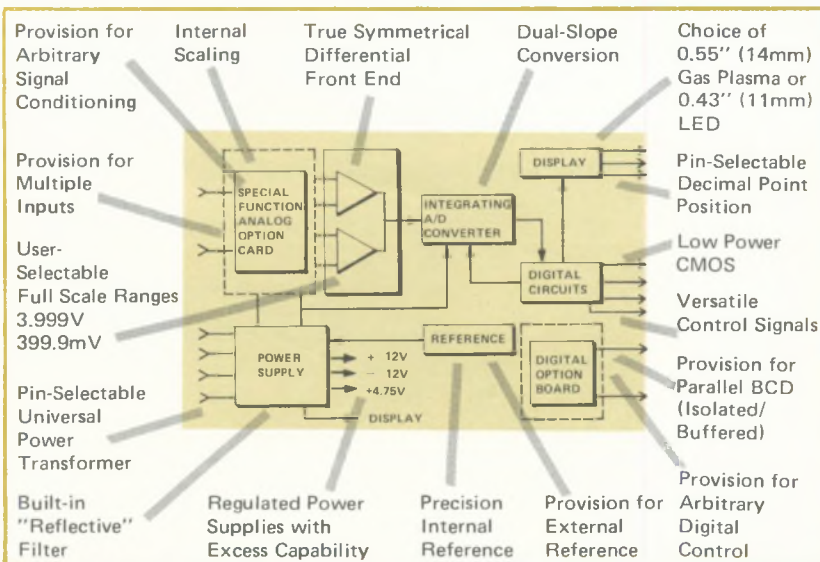 Provision for
Arbitrary
Signal
Conditioning
Internal
Scaling
True Symmetrical
Differential
Front End
Dual-Slope
Conversion
Choice of
0.55" (14mm)
Gas Plasma or
0.43" (11mm)
LED
Provision for
Multiple
Inputs
User-
Selectable
Full Scale Ranges
3.999V
399.9mV
Pin-Selectable
Universal
Power
Transformer
SPECIAL
FUNCTION
ANALOG
OPTION
CARD
INTEGRATING
A/D
CONVERTER
DISPLAY
DIGITAL
CIRCUITS
POWER
SUPPLY
+ 12V
− 12V
+4.75V
DISPLAY
REFERENCE
DIGITAL
OPTION
BOARD
Pin-Selectable
Decimal Point
Position
Low Power
CMOS
Versatile
Control Signals
Provision for
Parallel BCD
(Isolated/
Buffered)
Built-in
"Reflective"
Filter
Regulated Power
Supplies with
Excess Capability
Precision
Internal
Reference
Provision for
External
Reference
Provision for
Arbitrary
Digital
Control